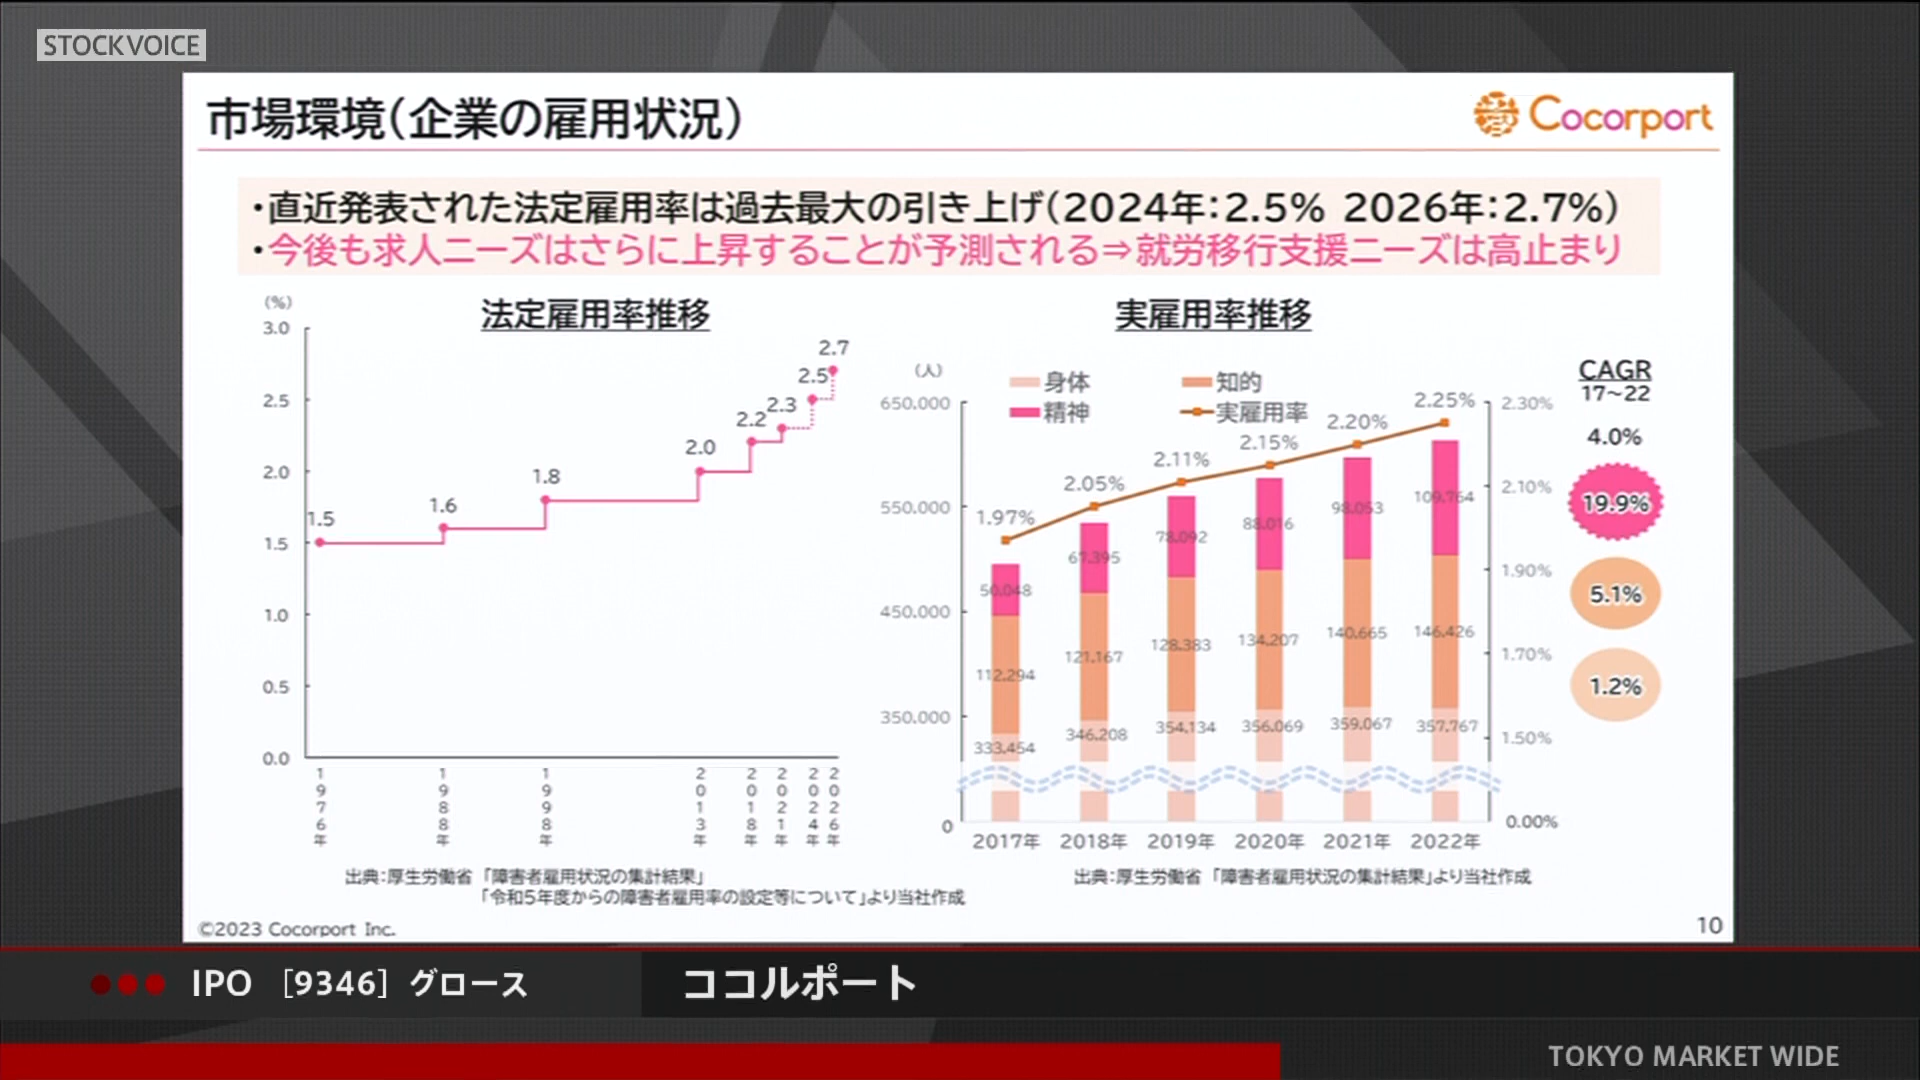 STOCKVOICE
市場環境（企業の雇用状況）
Cocorport
・直近発表された法定雇用率は過去最大の引き上げ（2024年：2.5% 2026年：2.7%）
・今後も求人ニーズはさらに上昇することが予測される⇒就労移行支援ニーズは高止まり
法定雇用率推移
(%)
3.0
2.5
2.0
1.5
1.0
0.5
0.0
1.5
1.6
1.8
2.0
2.2
2.3
2.5
2.7
1976年
1988年
1998年
2013年
2018年
2021年
2024年
2026年
出典：厚生労働省 「障害者雇用状況の集計結果」
「令和5年度からの障害者雇用率の設定等について」より当社作成
実雇用率推移
(人)
身体
知的
精神
実雇用率
650.000
550.000
450.000
350.000
0
1.97%
2.05%
2.11%
2.15%
2.20%
2.25%
50.048
67.395
78.092
88.016
98.053
109.764
112.294
121.167
128.383
134.207
140.665
146.426
333.454
346.208
354.134
356.069
359.067
357.767
2.30%
2.10%
1.90%
1.70%
1.50%
0.00%
2017年
2018年
2019年
2020年
2021年
2022年
CAGR
17～22
4.0%
19.9%
5.1%
1.2%
出典：厚生労働省 「障害者雇用状況の集計結果」より当社作成
©2023 Cocorport Inc.
10
IPO [9346] グロース
ココルポート
TOKYO MARKET WIDE